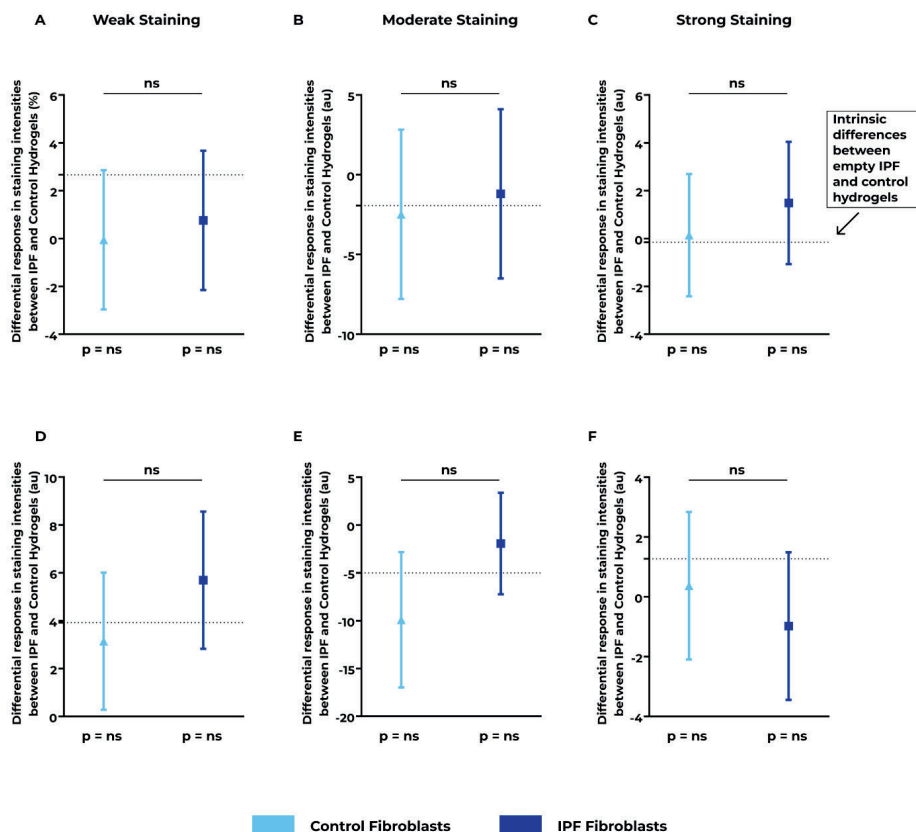 A Weak Staining
B Moderate Staining
C Strong Staining
Differential response in staining intensities
between IPF and Control Hydrogels (%)
6
4
2
0
-2
-4
ns
p = ns p = ns
Differential response in staining intensities
between IPF and Control Hydrogels (au)
5
0
-5
-10
ns
p = ns p = ns
Differential response in staining intensities
between IPF and Control Hydrogels (au)
6
4
2
0
-2
-4
ns
p = ns p = ns
Intrinsic
differences
between
empty IPF
and control
hydrogels
D
Differential response in staining intensities
between IPF and Control Hydrogels (au)
10
8
6
4
2
0
ns
p = ns p = ns
E
Differential response in staining intensities
between IPF and Control Hydrogels (au)
5
-0
-5
-10
-15
-20
ns
p = ns p = ns
F
Differential response in staining intensities
between IPF and Control Hydrogels (au)
4
2
0
-2
-4
ns
p = ns p = ns
Control Fibroblasts IPF Fibroblasts